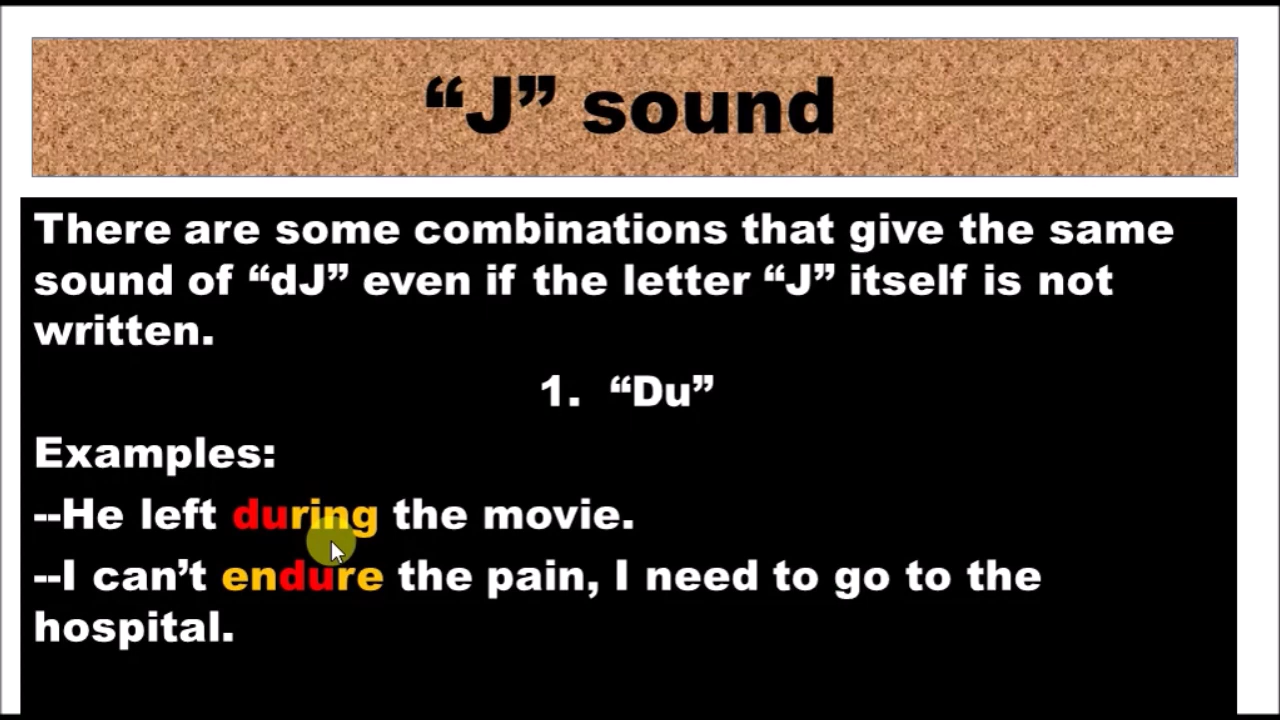 “J” sound
There are some combinations that give the same
sound of “dJ” even if the letter “J” itself is not
written.
1. “Du”
Examples:
--He left during the movie.
--I can’t endure the pain, I need to go to the
hospital.